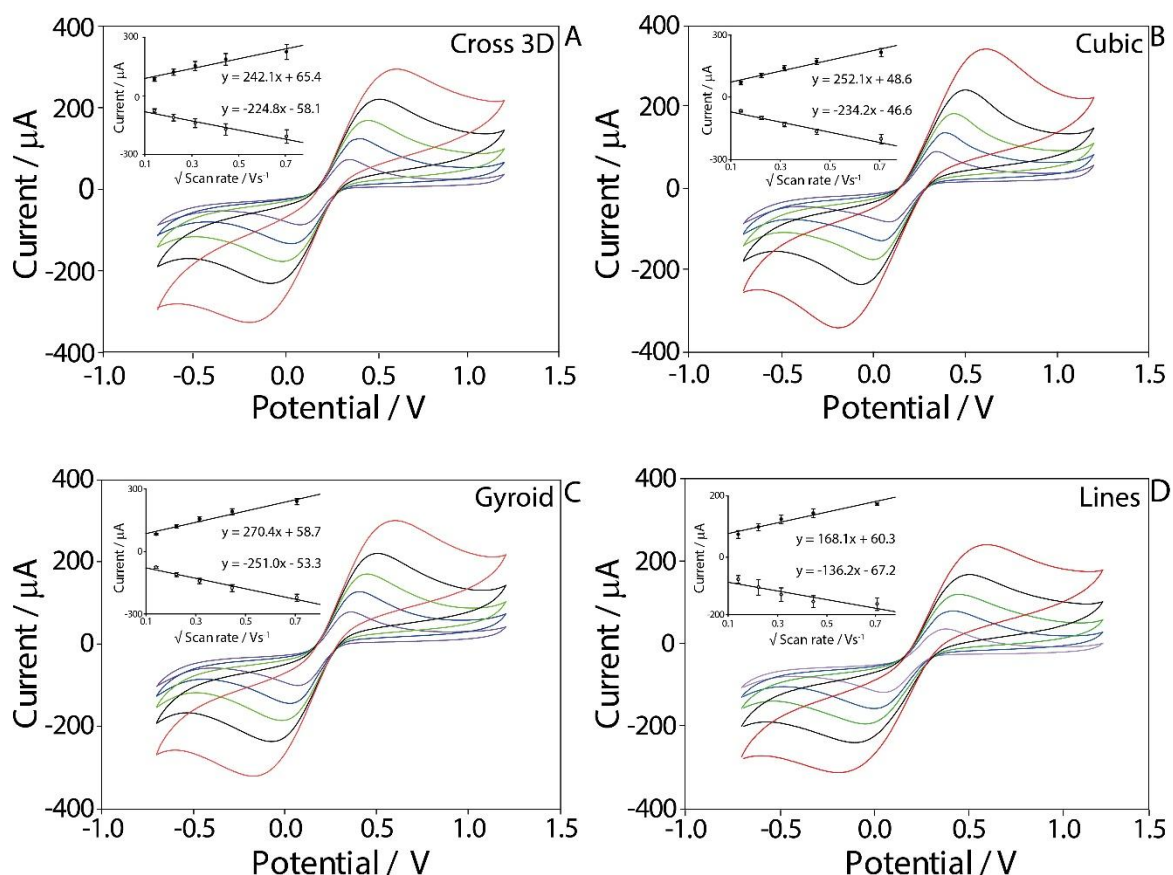 Cross 3D A
400
200
0
-200
-400
Current / µA
-1.0 -0.5 0.0 0.5 1.0 1.5
Potential / V
300
0
-300
Current / µA
y = 242.1x + 65.4
y = -224.8x - 58.1
0.1 0.3 0.5 0.7
√ Scan rate / Vs⁻¹
Cubic B
400
200
0
-200
-400
Current / µA
-1.0 -0.5 0.0 0.5 1.0 1.5
Potential / V
300
0
-300
Current / µA
y = 252.1x + 48.6
y = -234.2x - 46.6
0.1 0.3 0.5 0.7
√ Scan rate / Vs⁻¹
Gyroid C
400
200
0
-200
-400
Current / µA
-1.0 -0.5 0.0 0.5 1.0 1.5
Potential / V
300
0
-300
Current / µA
y = 270.4x + 58.7
y = -251.0x - 53.3
0.1 0.3 0.5 0.7
√ Scan rate / Vs⁻¹
Lines D
400
200
0
-200
-400
Current / µA
-1.0 -0.5 0.0 0.5 1.0 1.5
Potential / V
200
0
-200
Current / µA
y = 168.1x + 60.3
y = -136.2x - 67.2
0.1 0.3 0.5 0.7
√ Scan rate / Vs⁻¹